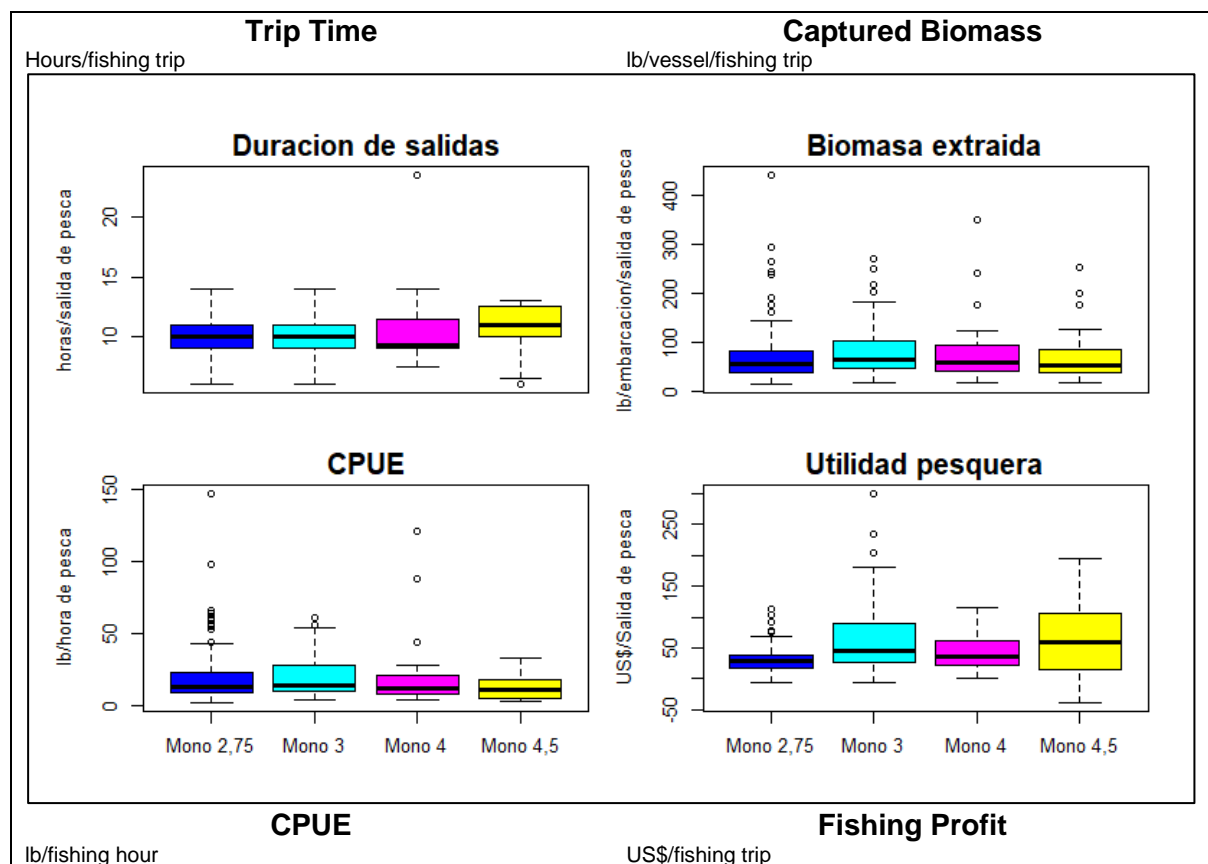 Trip Time
Captured Biomass
Hours/fishing trip
lb/vessel/fishing trip
Duracion de salidas
horas/salida de pesca
20
15
10
Biomasa extraida
lb/embarcacion/salida de pesca
400
300
200
100
0
CPUE
lb/hora de pesca
150
100
50
0
Mono 2,75
Mono 3
Mono 4
Mono 4,5
Utilidad pesquera
US$/Salida de pesca
250
150
50
-50
Mono 2,75
Mono 3
Mono 4
Mono 4,5
CPUE
Fishing Profit
lb/fishing hour
US$/fishing trip